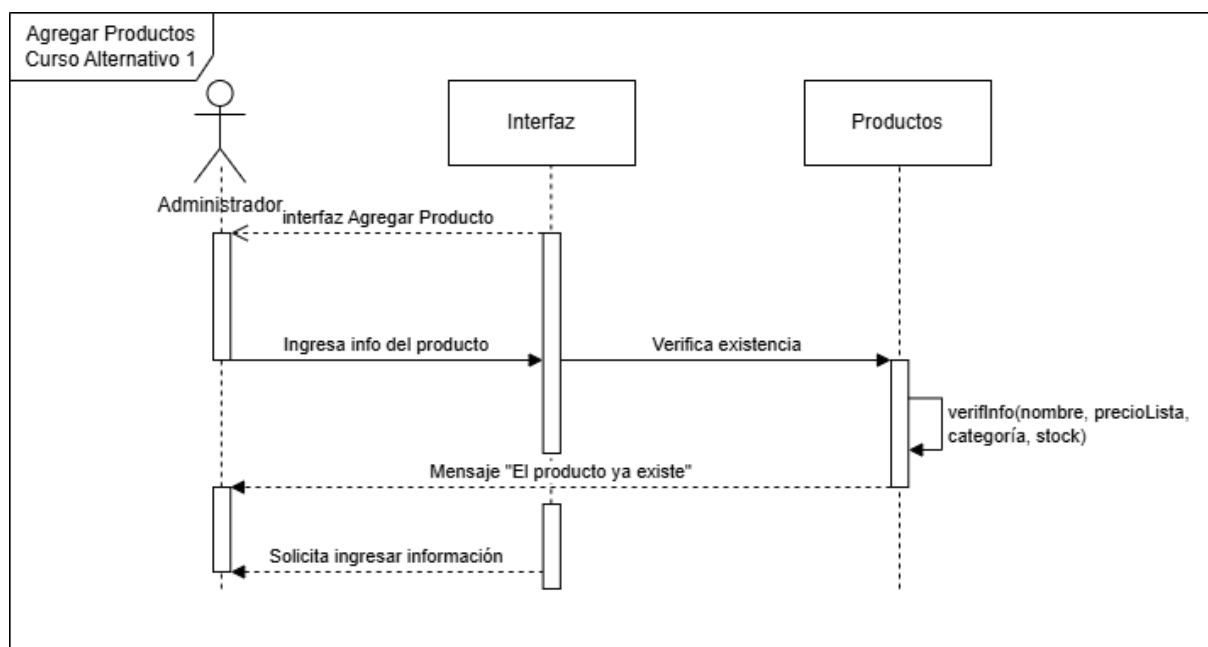 Agregar Productos
Curso Alternativo 1
Interfaz
Productos
Administrador
interfaz Agregar Producto
Ingresa info del producto
Verifica existencia
verifInfo(nombre, precioLista,
categoría, stock)
Mensaje "El producto ya existe"
Solicita ingresar información